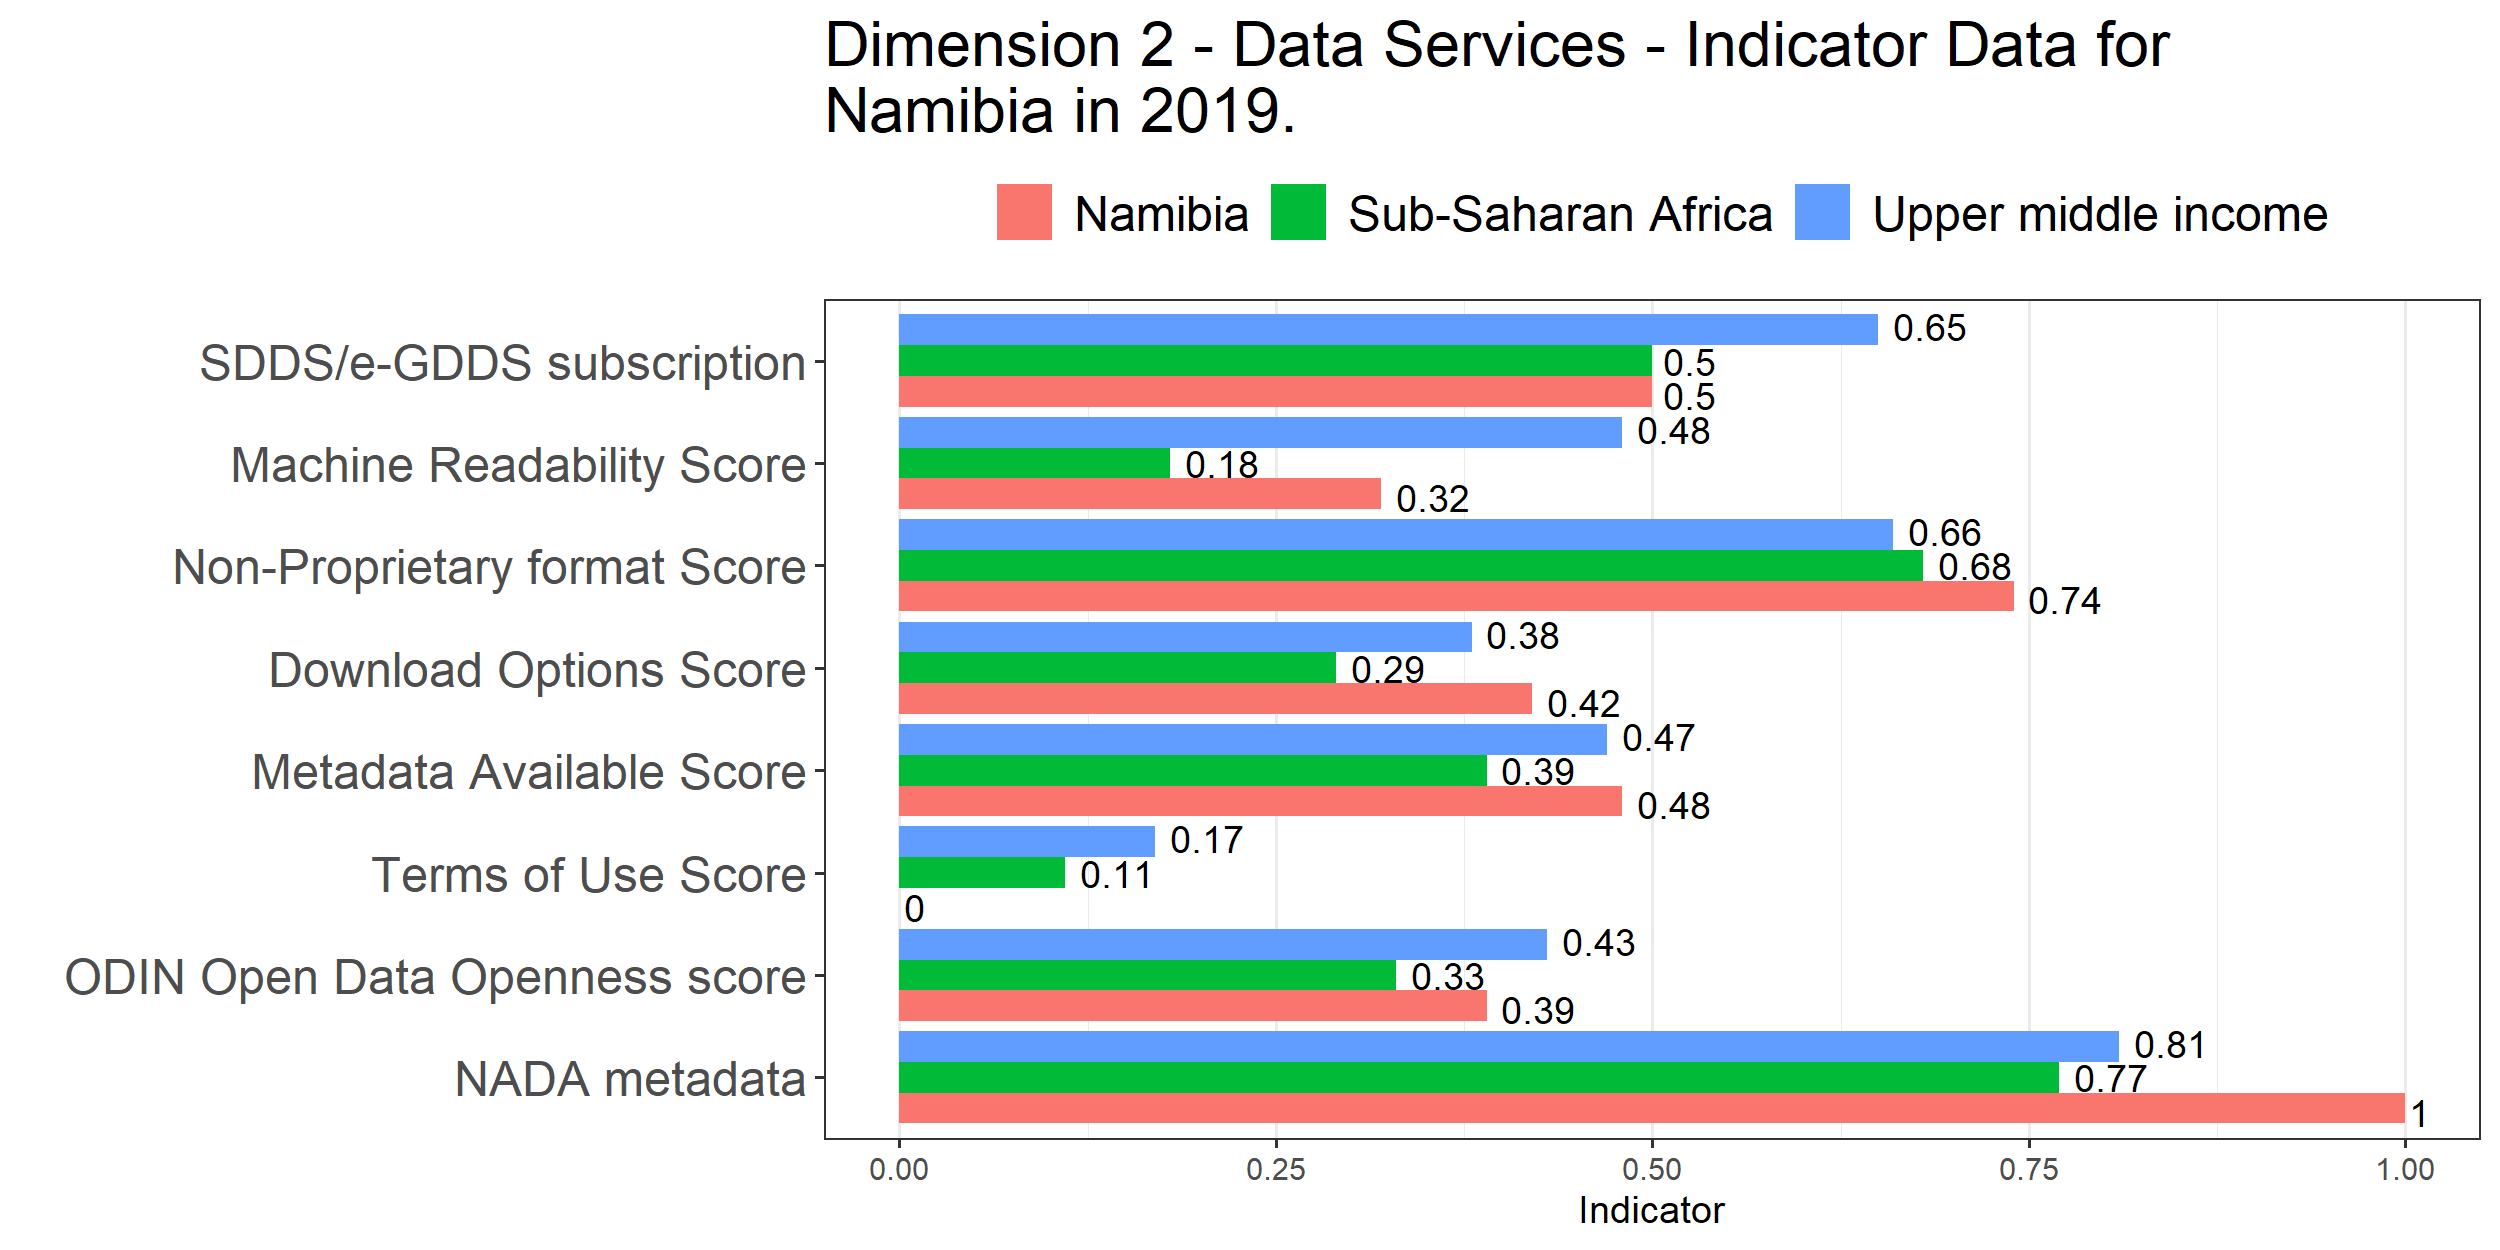 Dimension 2 - Data Services - Indicator Data for
Namibia in 2019.
Namibia
Sub-Saharan Africa
Upper middle income
SDDS/e-GDDS subscription
0.65
0.5
0.5
Machine Readability Score
0.48
0.18
0.32
Non-Proprietary format Score
0.66
0.68
0.74
Download Options Score
0.38
0.29
0.42
Metadata Available Score
0.47
0.39
0.48
Terms of Use Score
0.17
0.11
0
ODIN Open Data Openness score
0.43
0.33
0.39
NADA metadata
0.81
0.77
1
0.00 0.25 0.50 0.75 1.00
Indicator